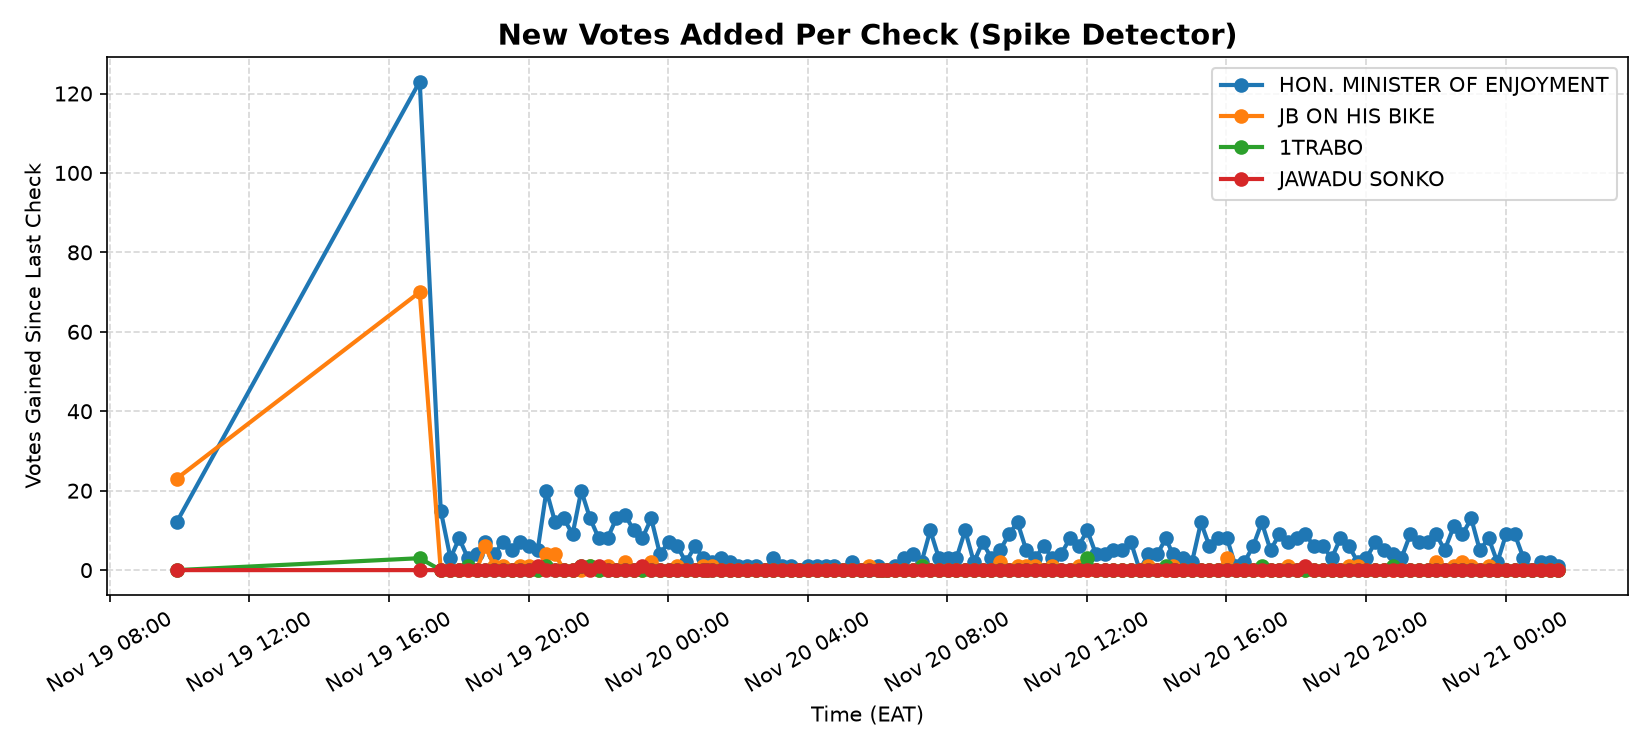 New Votes Added Per Check (Spike Detector)
HON. MINISTER OF ENJOYMENT
JB ON HIS BIKE
1TRABO
JAWADU SONKO
Votes Gained Since Last Check
120
100
80
60
40
20
0
Nov 19 08:00
Nov 19 12:00
Nov 19 16:00
Nov 19 20:00
Nov 20 00:00
Nov 20 04:00
Nov 20 08:00
Nov 20 12:00
Nov 20 16:00
Nov 20 20:00
Nov 21 00:00
Time (EAT)